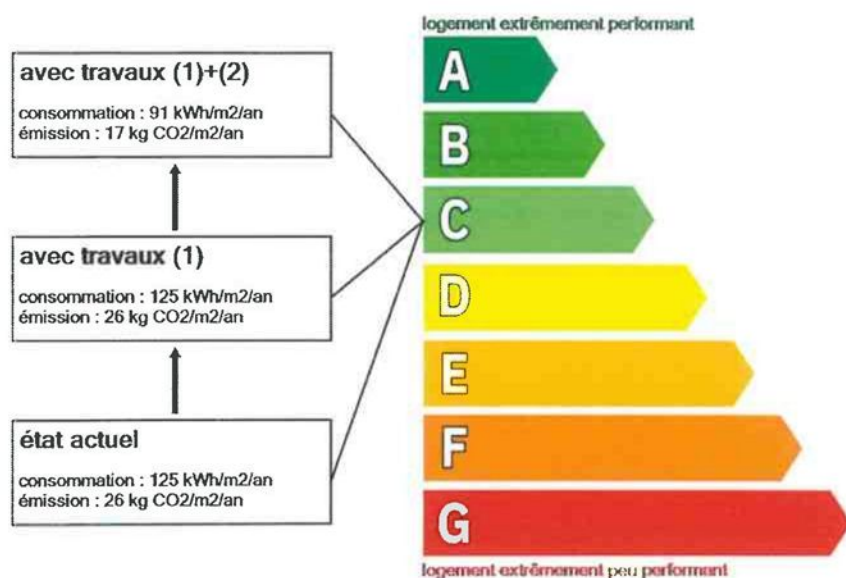 avec travaux (1)+(2)
consommation : 91 kWh/m2/an
émission : 17 kg CO2/m2/an
avec travaux (1)
consommation : 125 kWh/m2/an
émission : 26 kg CO2/m2/an
état actuel
consommation : 125 kWh/m2/an
émission : 26 kg CO2/m2/an
logement extrêmement performant
A
B
C
D
E
F
G
logement extrêmement peu performant